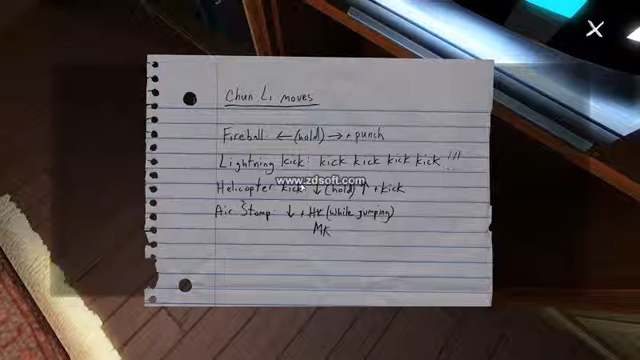 Chun Li moves
Fireball: ← (hold) → + punch
Lightning kick: kick kick kick kick !!!
www.zdsoft.com
Helicopter kick: ↓ (hold) ↑ + kick
Air Stomp: ↓ + HK (while jumping)
MK